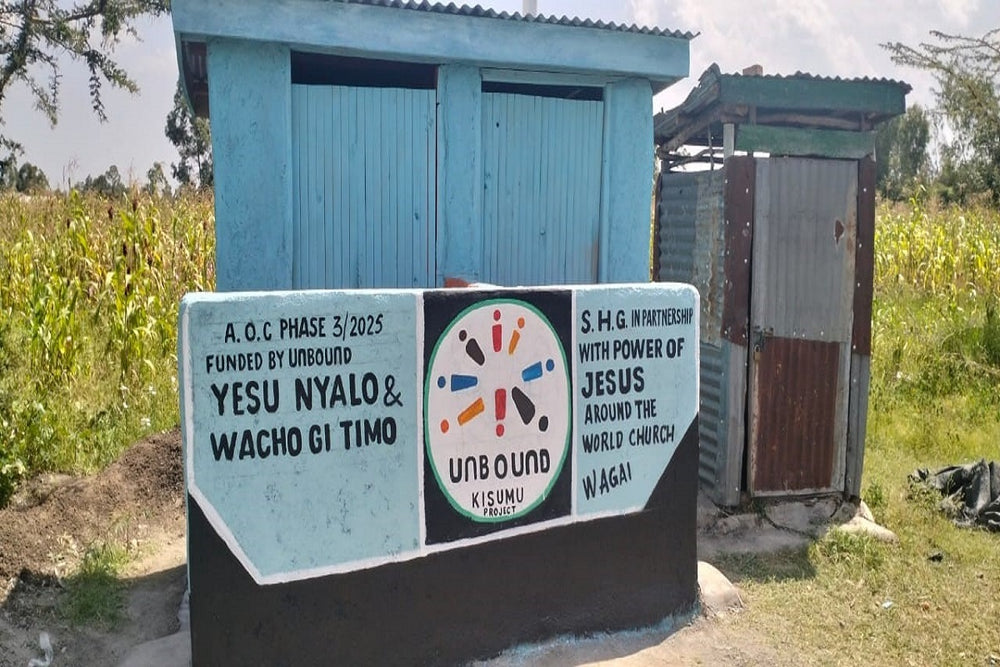 A.O.C PHASE 3/2025
FUNDED BY UNBOUND
YESU NYALO &
WACHO GI TIMO
UNBOUND
KISUMU
PROJECT
S.H.G. IN PARTNERSHIP
WITH POWER OF
JESUS
AROUND THE
WORLD CHURCH
WAGAI